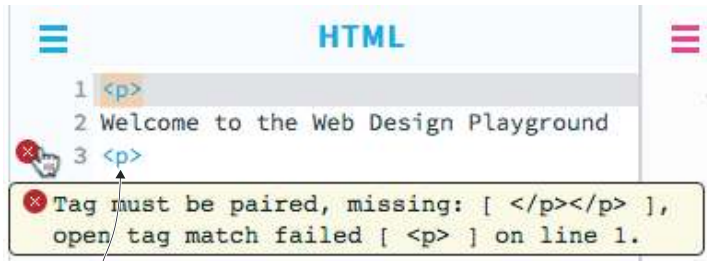 HTML
1 <p>
2 Welcome to the Web Design Playground
3 <p>
Tag must be paired, missing: [ </p></p> ],
open tag match failed [ <p> ] on line 1.